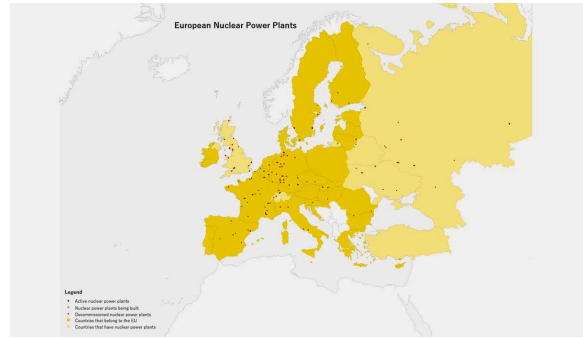 European Nuclear Power Plants
Legend
Active nuclear power plants
Nuclear power plants being built
Decommissioned nuclear power plants
Countries that belong to the EU
Countries that have nuclear power plants